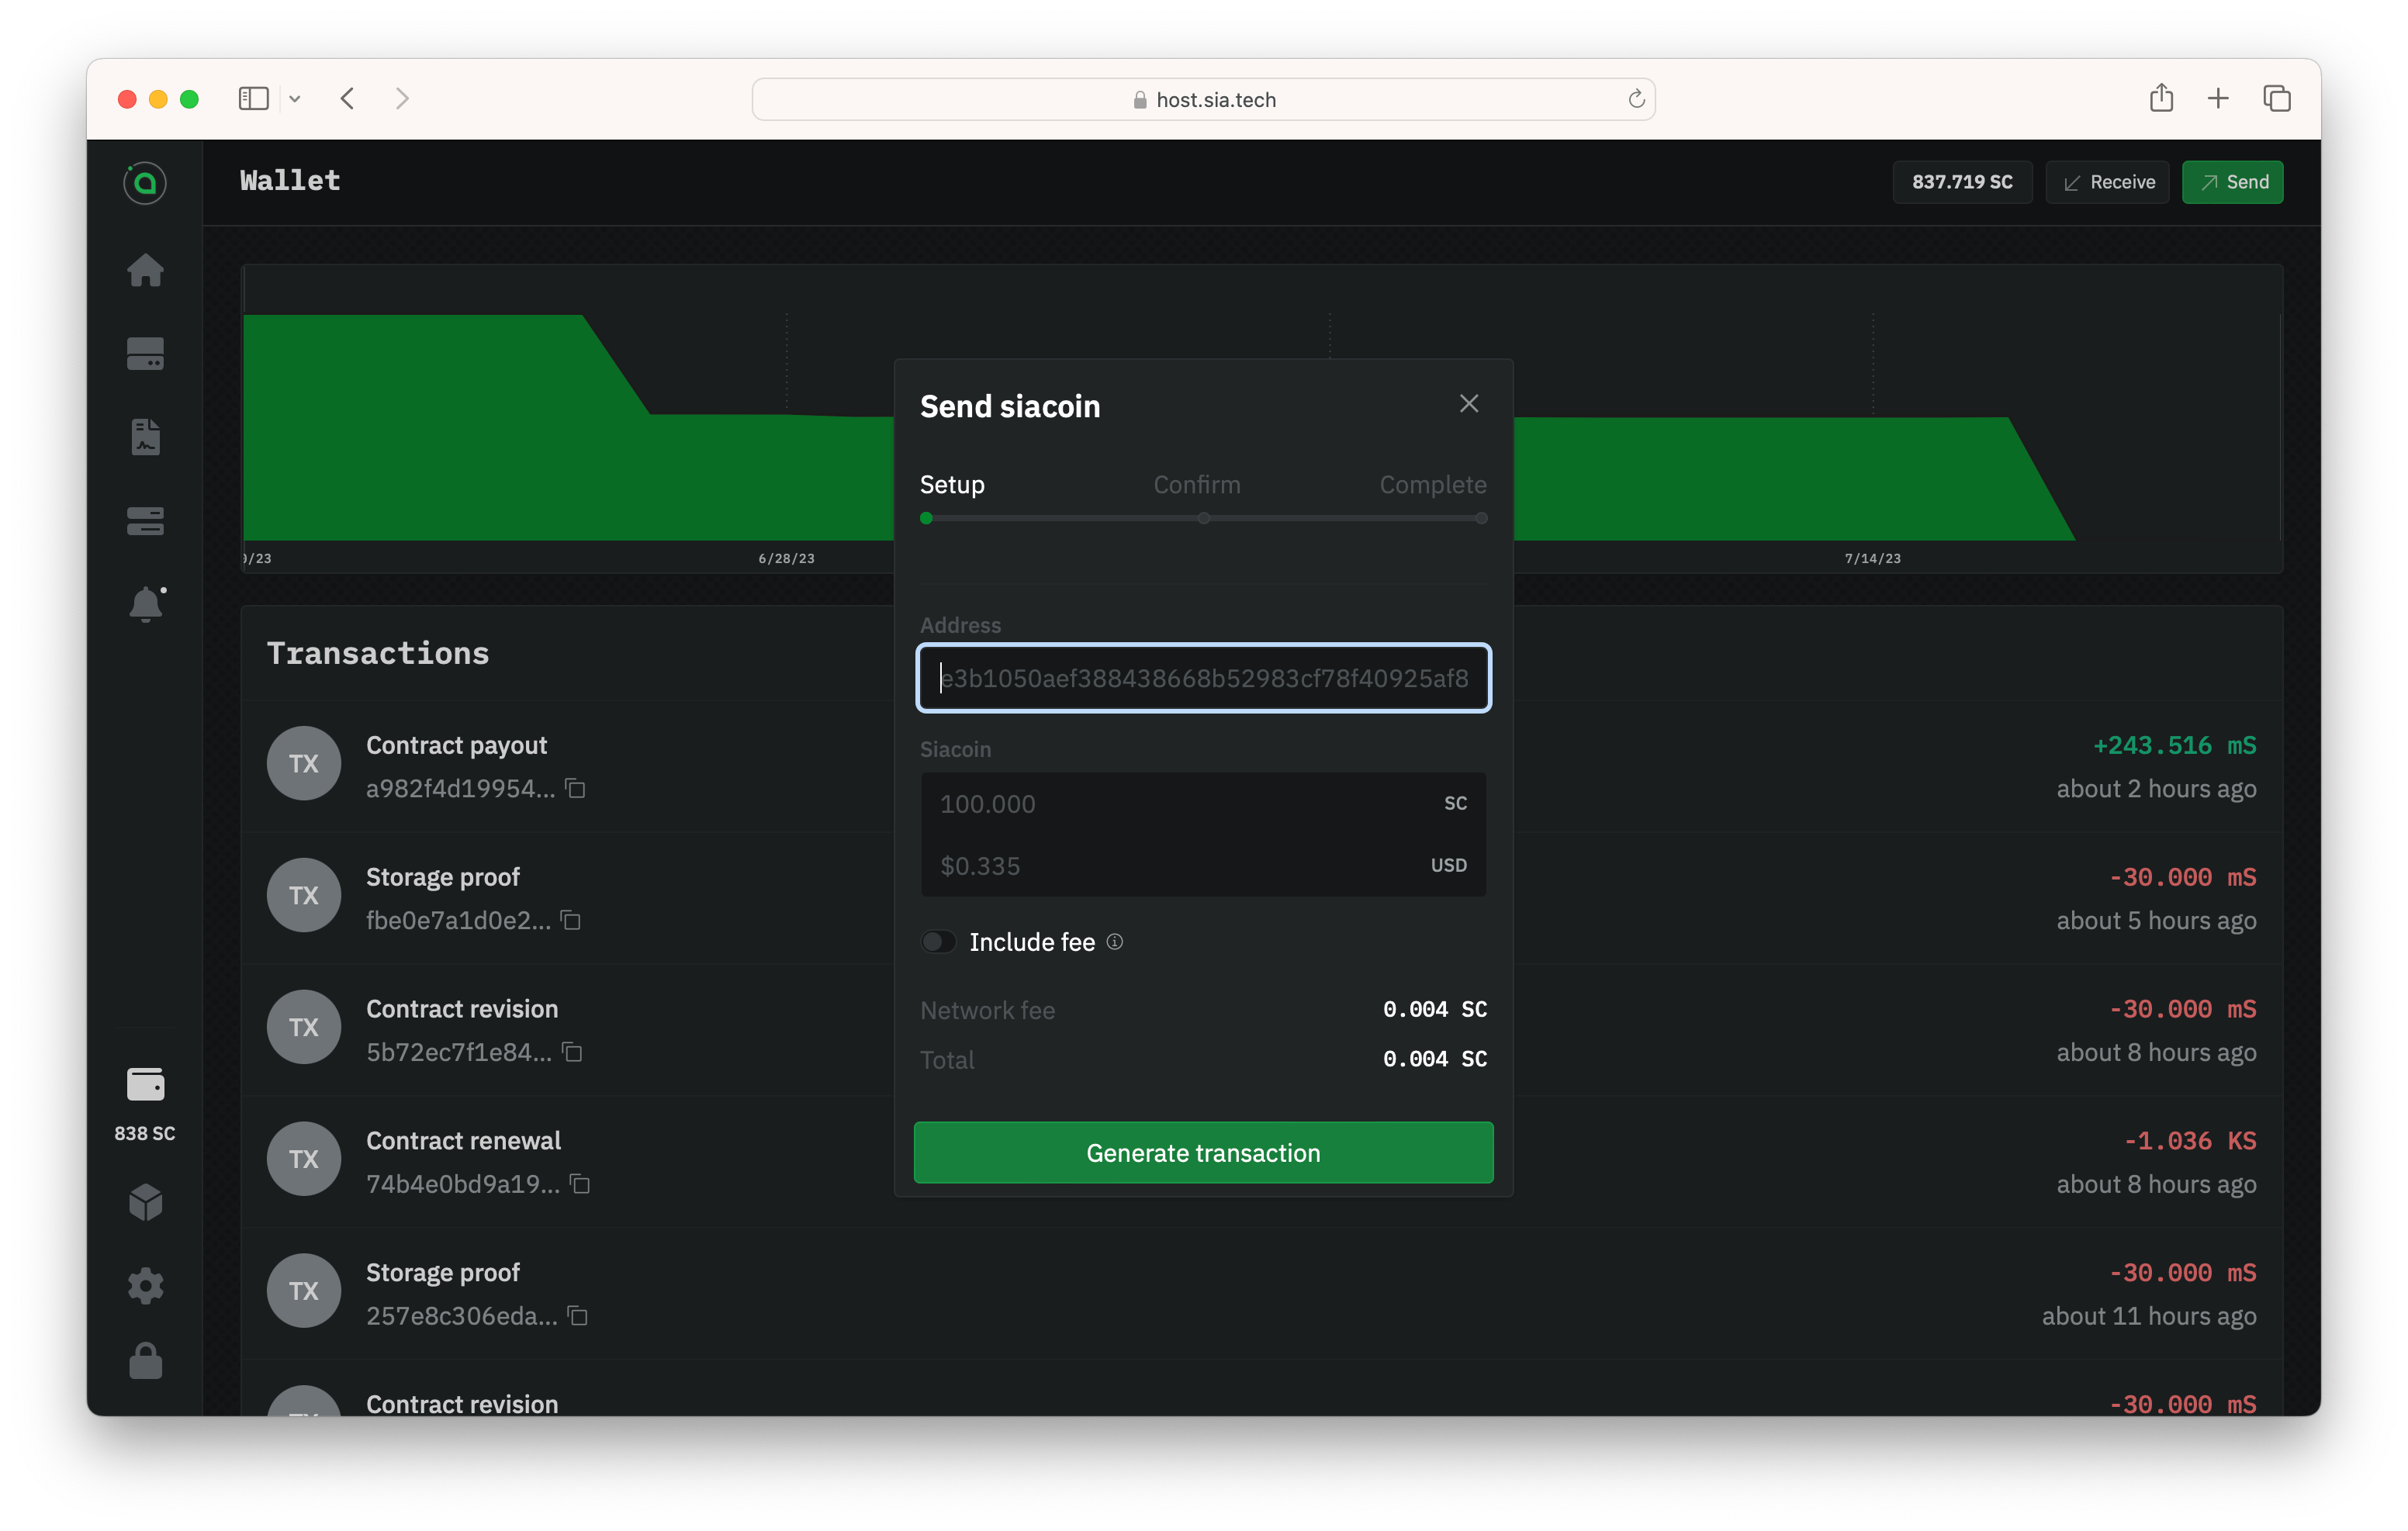 host.sia.tech
Wallet
837.719 SC
Receive
Send
/23
6/28/23
7/14/23
Send siacoin
Setup
Confirm
Complete
Address
e3b1050aef388438668b52983cf78f40925af8
Siacoin
100.000
SC
$0.335
USD
Include fee
Network fee
0.004 SC
Total
0.004 SC
Generate transaction
Transactions
TX
Contract payout
a982f4d19954...
+243.516 mS
about 2 hours ago
TX
Storage proof
fbe0e7a1d0e2...
-30.000 mS
about 5 hours ago
TX
Contract revision
5b72ec7f1e84...
-30.000 mS
about 8 hours ago
TX
Contract renewal
74b4e0bd9a19...
-1.036 KS
about 8 hours ago
TX
Storage proof
257e8c306eda...
-30.000 mS
about 11 hours ago
Contract revision
-30.000 mS
838 SC